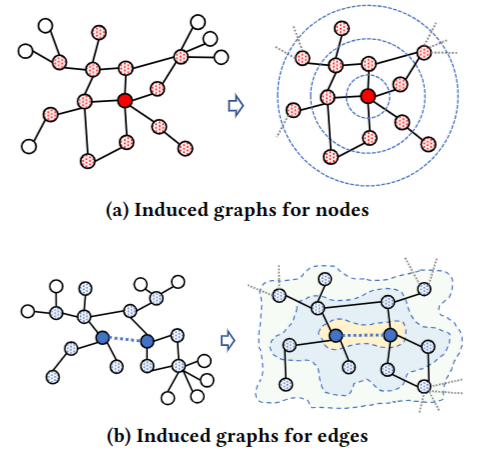 (a) Induced graphs for nodes
(b) Induced graphs for edges